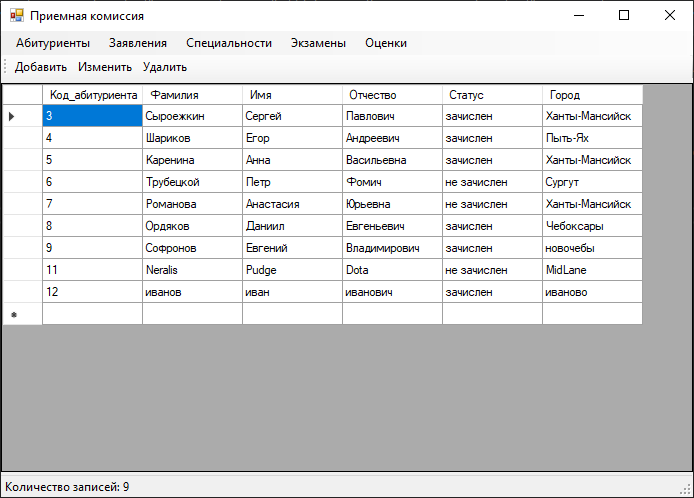 Приемная комиссия
Абитуриенты Заявления Специальности Экзамены Оценки
Добавить Изменить Удалить
Код_абитуриента Фамилия Имя Отчество Статус Город
3 Сыроежкин Сергей Павлович зачислен Ханты-Мансийск
4 Шариков Егор Андреевич зачислен Пыть-Ях
5 Каренина Анна Васильевна зачислен Ханты-Мансийск
6 Трубецкой Петр Фомич не зачислен Сургут
7 Романова Анастасия Юрьевна не зачислен Ханты-Мансийск
8 Ордяков Даниил Евгеньевич зачислен Чебоксары
9 Софронов Евгений Владимирович зачислен новочебы
11 Neralis Pudge Dota не зачислен MidLane
12 иванов иван иванович зачислен иваново
Количество записей: 9